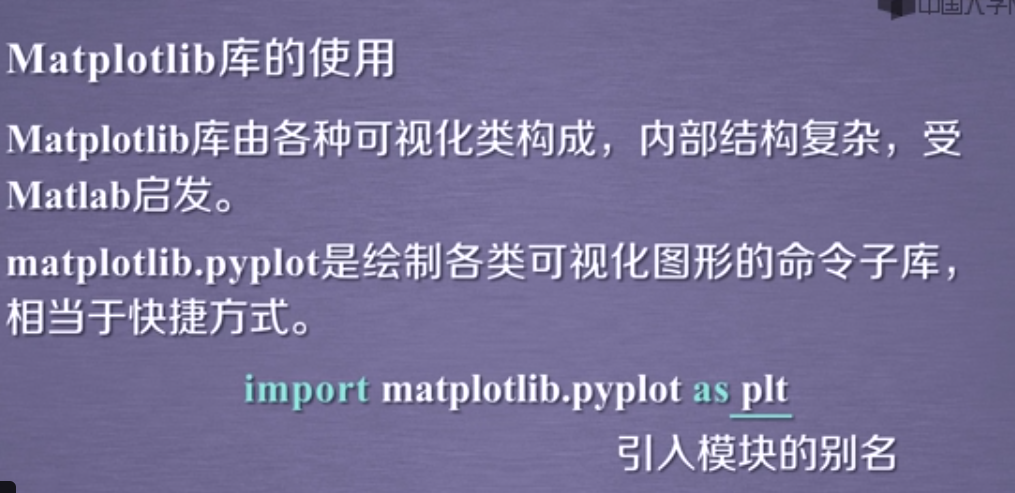 中国大学
Matplotlib库的使用
Matplotlib库由各种可视化类构成，内部结构复杂，受
Matlab启发。
matplotlib.pyplot是绘制各类可视化图形的命令子库，
相当于快捷方式。
import matplotlib.pyplot as plt
引入模块的别名